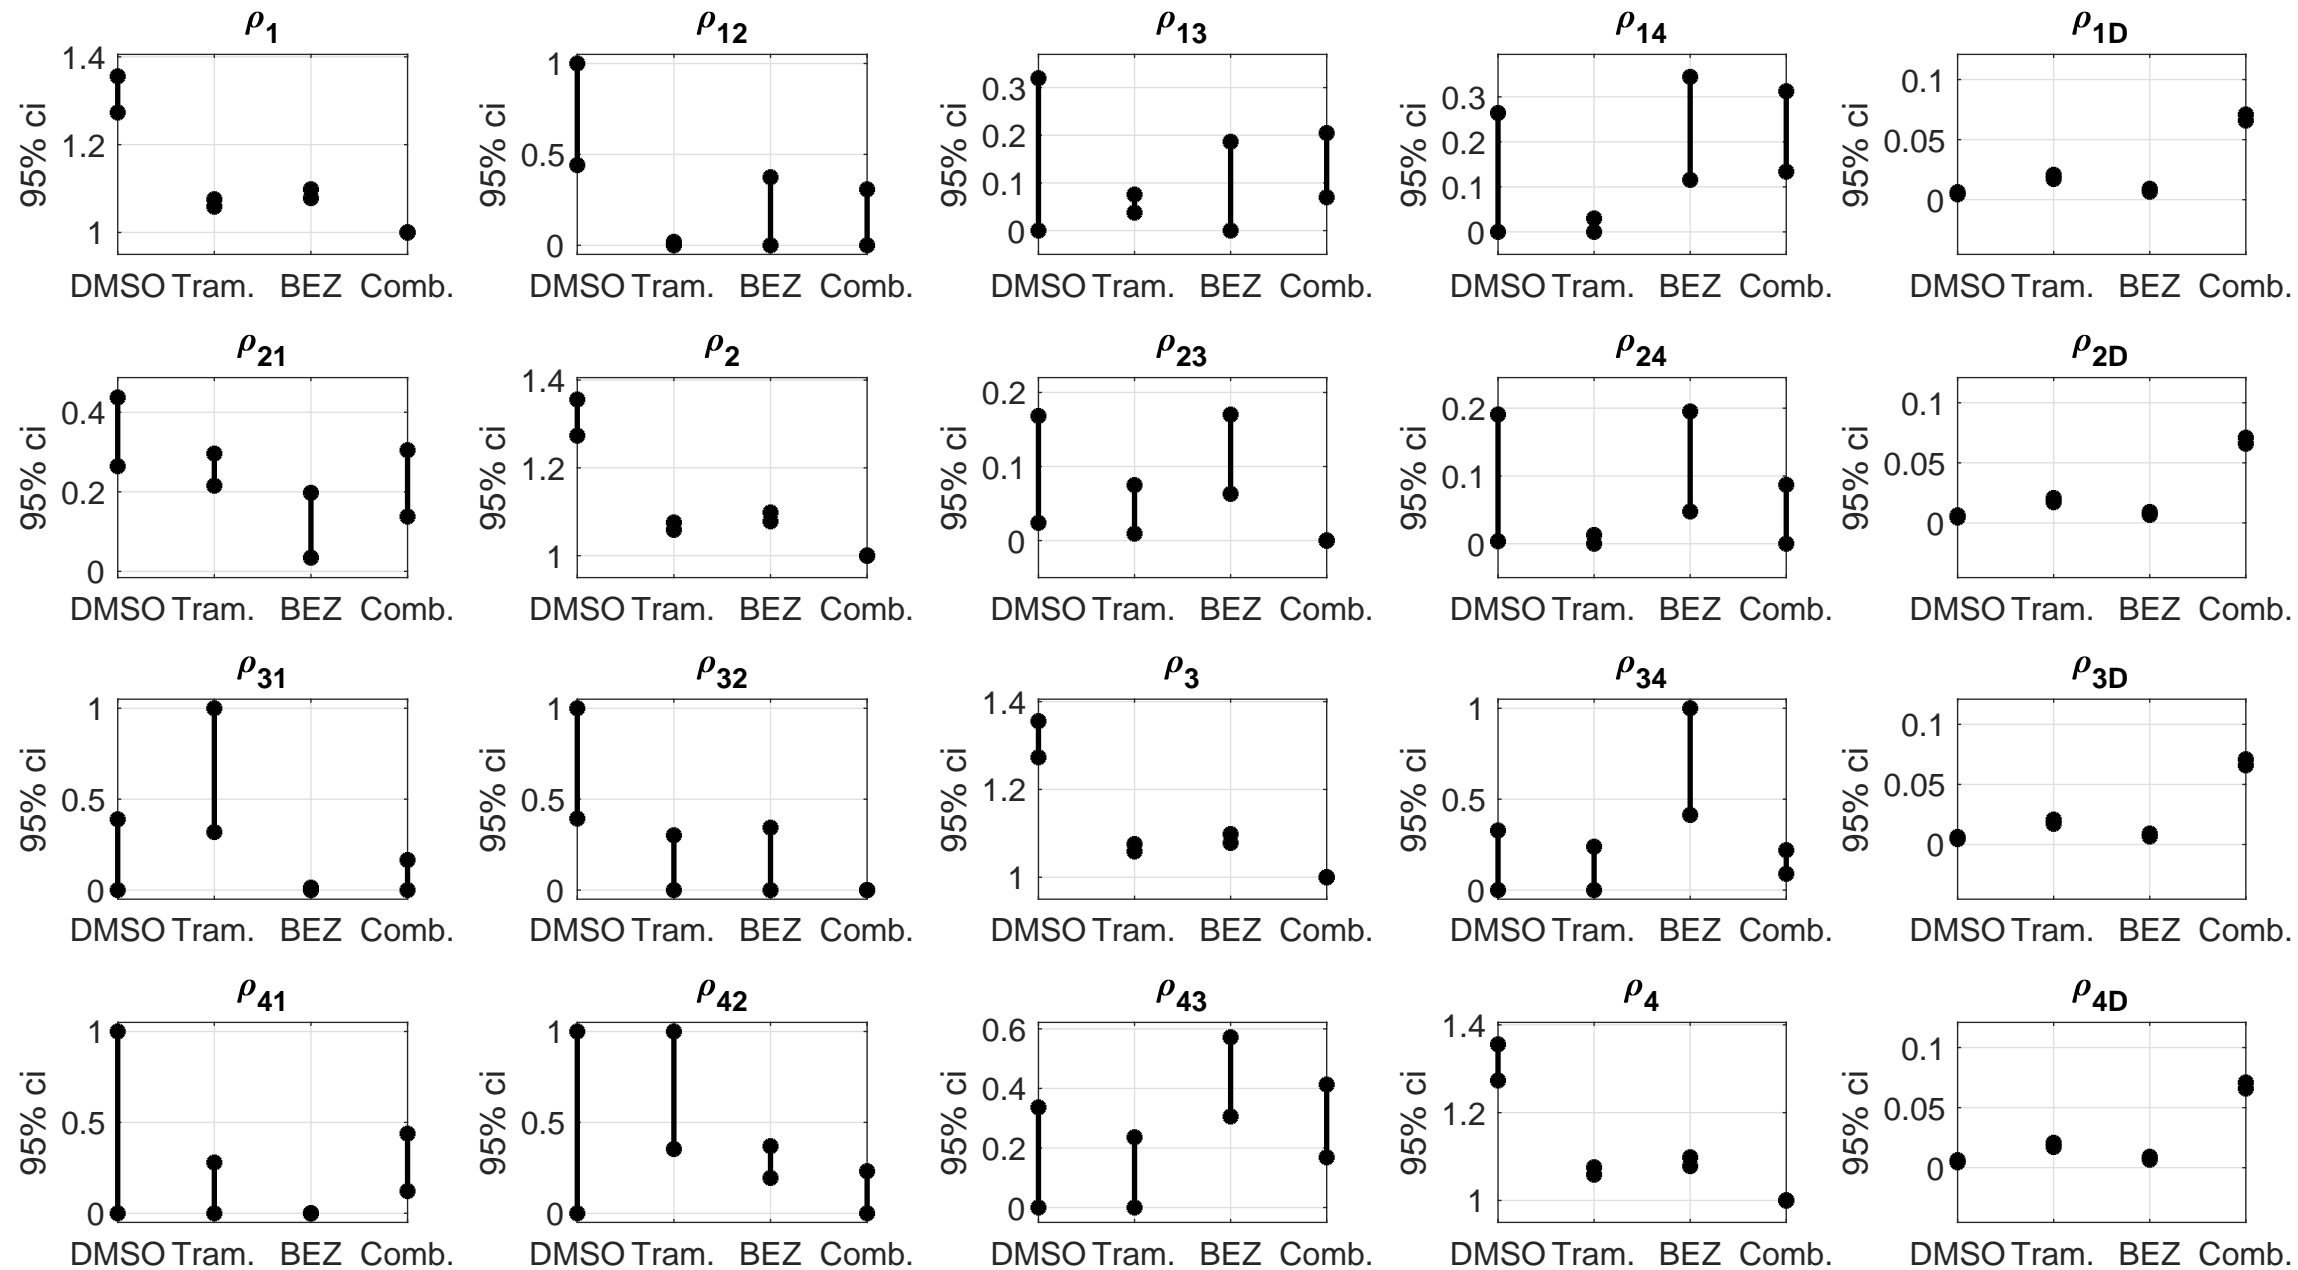 ρ1 ρ12 ρ13 ρ14 ρ1D
95% ci 1.4 1.2 1 95% ci 1 0.5 0 95% ci 0.3 0.2 0.1 0 95% ci 0.3 0.2 0.1 0 95% ci 0.1 0.05 0
DMSO Tram. BEZ Comb. DMSO Tram. BEZ Comb. DMSO Tram. BEZ Comb. DMSO Tram. BEZ Comb. DMSO Tram. BEZ Comb.
ρ21 ρ2 ρ23 ρ24 ρ2D
95% ci 0.4 0.2 0 95% ci 1.4 1.2 1 95% ci 0.2 0.1 0 95% ci 0.2 0.1 0 95% ci 0.1 0.05 0
DMSO Tram. BEZ Comb. DMSO Tram. BEZ Comb. DMSO Tram. BEZ Comb. DMSO Tram. BEZ Comb. DMSO Tram. BEZ Comb.
ρ31 ρ32 ρ3 ρ34 ρ3D
95% ci 1 0.5 0 95% ci 1 0.5 0 95% ci 1.4 1.2 1 95% ci 1 0.5 0 95% ci 0.1 0.05 0
DMSO Tram. BEZ Comb. DMSO Tram. BEZ Comb. DMSO Tram. BEZ Comb. DMSO Tram. BEZ Comb. DMSO Tram. BEZ Comb.
ρ41 ρ42 ρ43 ρ4 ρ4D
95% ci 1 0.5 0 95% ci 1 0.5 0 95% ci 0.6 0.4 0.2 0 95% ci 1.4 1.2 1 95% ci 0.1 0.05 0
DMSO Tram. BEZ Comb. DMSO Tram. BEZ Comb. DMSO Tram. BEZ Comb. DMSO Tram. BEZ Comb. DMSO Tram. BEZ Comb.